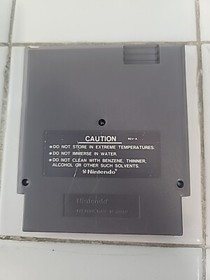 CAUTION
●DO NOT STORE IN EXTREME TEMPERATURES.
●DO NOT IMMERSE IN WATER.
●DO NOT CLEAN WITH BENZENE, THINNER,
ALCOHOL OR OTHER SUCH SOLVENTS.
®Nintendo®
Nintendo